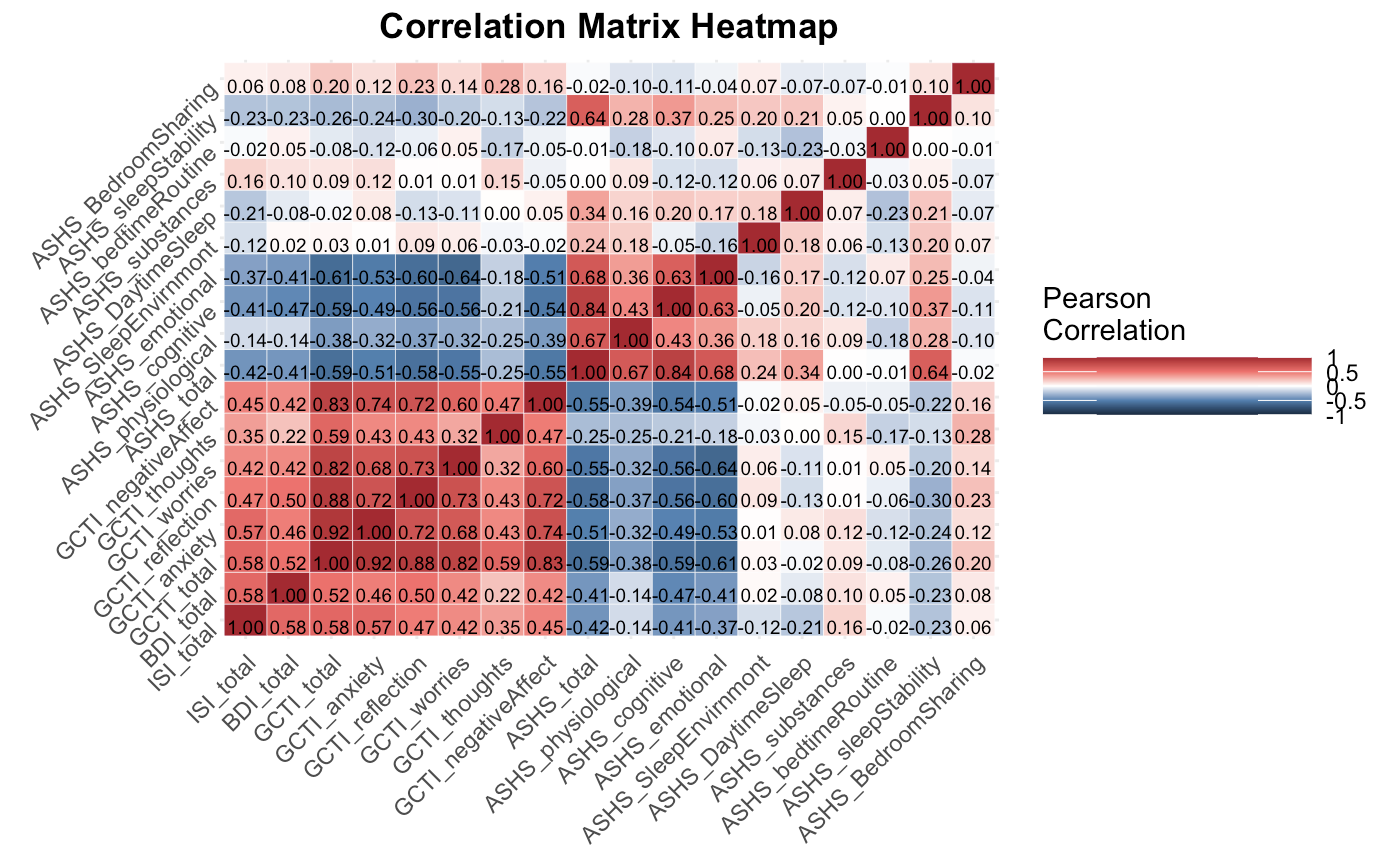 Correlation Matrix Heatmap
ASHS_BedroomSharing 0.06 0.08 0.20 0.12 0.23 0.14 0.28 0.16 -0.02 -0.10 -0.11 -0.04 0.07 -0.07 -0.07 -0.01 0.10 1.00
ASHS_sleepStability -0.23 -0.23 -0.26 -0.24 -0.30 -0.20 -0.13 -0.22 0.64 0.28 0.37 0.25 0.20 0.21 0.05 0.00 1.00 0.10
ASHS_bedtimeRoutine -0.02 0.05 -0.08 -0.12 -0.06 0.05 -0.17 -0.05 -0.01 -0.18 -0.10 0.07 -0.13 -0.23 -0.03 1.00 0.00 -0.01
ASHS_substances 0.16 0.10 0.09 0.12 0.01 0.01 0.15 -0.05 0.00 0.09 -0.12 -0.12 0.06 0.07 1.00 -0.03 0.05 -0.07
ASHS_DaytimeSleep -0.21 -0.08 -0.02 0.08 -0.13 -0.11 0.00 0.05 0.34 0.16 0.20 0.17 0.18 1.00 0.07 -0.23 0.21 -0.07
ASHS_SleepEnvirnmont -0.12 0.02 0.03 0.01 0.09 0.06 -0.03 -0.02 0.24 0.18 -0.05 -0.16 1.00 0.18 0.06 -0.13 0.20 0.07
ASHS_emotional -0.37 -0.41 -0.61 -0.53 -0.60 -0.64 -0.18 -0.51 0.68 0.36 0.63 1.00 -0.16 0.17 -0.12 0.07 0.25 -0.04
ASHS_cognitive -0.41 -0.47 -0.59 -0.49 -0.56 -0.56 -0.21 -0.54 0.84 0.43 1.00 0.63 -0.05 0.20 -0.12 -0.10 0.37 -0.11
ASHS_physiological -0.14 -0.14 -0.38 -0.32 -0.37 -0.32 -0.25 -0.39 0.67 1.00 0.43 0.36 0.18 0.16 0.09 -0.18 0.28 -0.10
ASHS_total -0.42 -0.41 -0.59 -0.51 -0.58 -0.55 -0.25 -0.55 1.00 0.67 0.84 0.68 0.24 0.34 0.00 -0.01 0.64 -0.02
GCTI_negativeAffect 0.45 0.42 0.83 0.74 0.72 0.60 0.47 1.00 -0.55 -0.39 -0.54 -0.51 -0.02 0.05 -0.05 -0.05 -0.22 0.16
GCTI_thoughts 0.35 0.22 0.59 0.43 0.43 0.32 1.00 0.47 -0.25 -0.25 -0.21 -0.18 -0.03 0.00 0.15 -0.17 -0.13 0.28
GCTI_worries 0.42 0.42 0.82 0.68 0.73 1.00 0.32 0.60 -0.55 -0.32 -0.56 -0.64 0.06 -0.11 0.01 0.05 -0.20 0.14
GCTI_reflection 0.47 0.50 0.88 0.72 1.00 0.73 0.43 0.72 -0.58 -0.37 -0.56 -0.60 0.09 -0.13 0.01 -0.06 -0.30 0.23
GCTI_anxiety 0.57 0.46 0.92 1.00 0.72 0.68 0.43 0.74 -0.51 -0.32 -0.49 -0.53 0.01 0.08 0.12 -0.12 -0.24 0.12
GCTI_total 0.58 0.52 1.00 0.92 0.88 0.82 0.59 0.83 -0.59 -0.38 -0.59 -0.61 0.03 -0.02 0.09 -0.08 -0.26 0.20
BDI_total 0.58 1.00 0.52 0.46 0.50 0.42 0.22 0.42 -0.41 -0.14 -0.47 -0.41 0.02 -0.08 0.10 0.05 -0.23 0.08
ISI_total 1.00 0.58 0.58 0.57 0.47 0.42 0.35 0.45 -0.42 -0.14 -0.41 -0.37 -0.12 -0.21 0.16 -0.02 -0.23 0.06
ISI_total
BDI_total
GCTI_total
GCTI_anxiety
GCTI_reflection
GCTI_worries
GCTI_thoughts
GCTI_negativeAffect
ASHS_total
ASHS_physiological
ASHS_cognitive
ASHS_emotional
ASHS_SleepEnvirnmont
ASHS_DaytimeSleep
ASHS_substances
ASHS_bedtimeRoutine
ASHS_sleepStability
ASHS_BedroomSharing
Pearson
Correlation
1
0.5
0
-0.5
-1